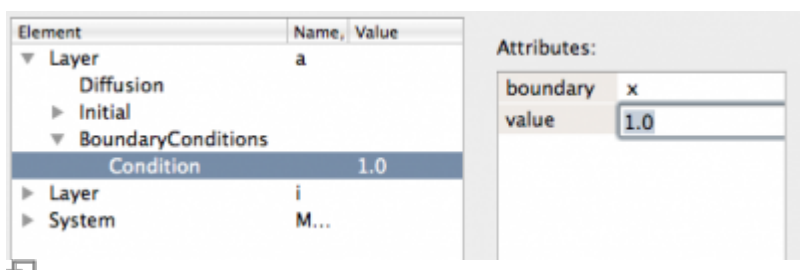 Element Name, Value
Layer a
Diffusion
Initial
BoundaryConditions
Condition 1.0
Layer i
System M...
Attributes:
boundary x
value 1.0